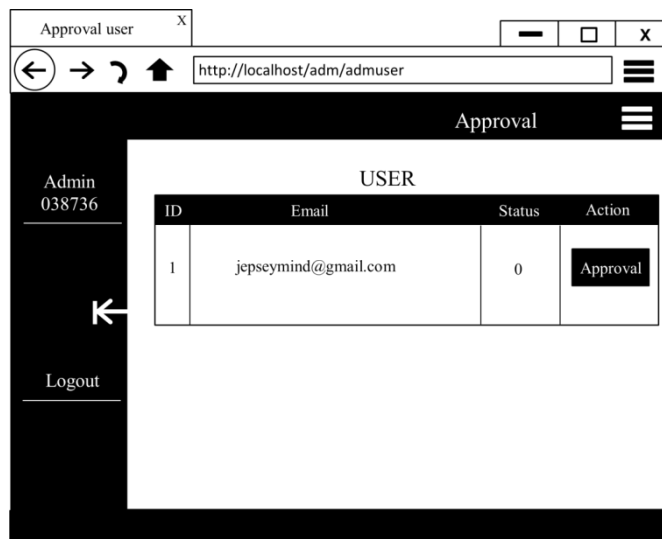 Approval user X
X
http://localhost/adm/admuser
Approval
Admin
038736
Logout
USER
ID Email Status Action
1 jepseymind@gmail.com 0 Approval